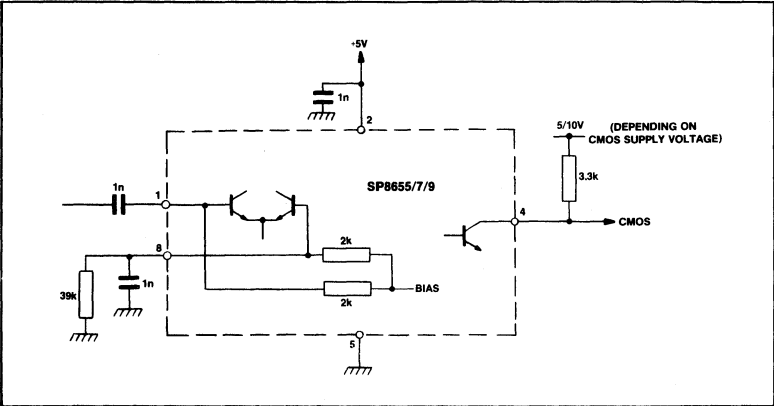 +5V
1n
2
5/10V
(DEPENDING ON
CMOS SUPPLY VOLTAGE)
3.3k
SP8655/7/9
1n
1
4
CMOS
8
2k
1n
39k
2k
BIAS
5